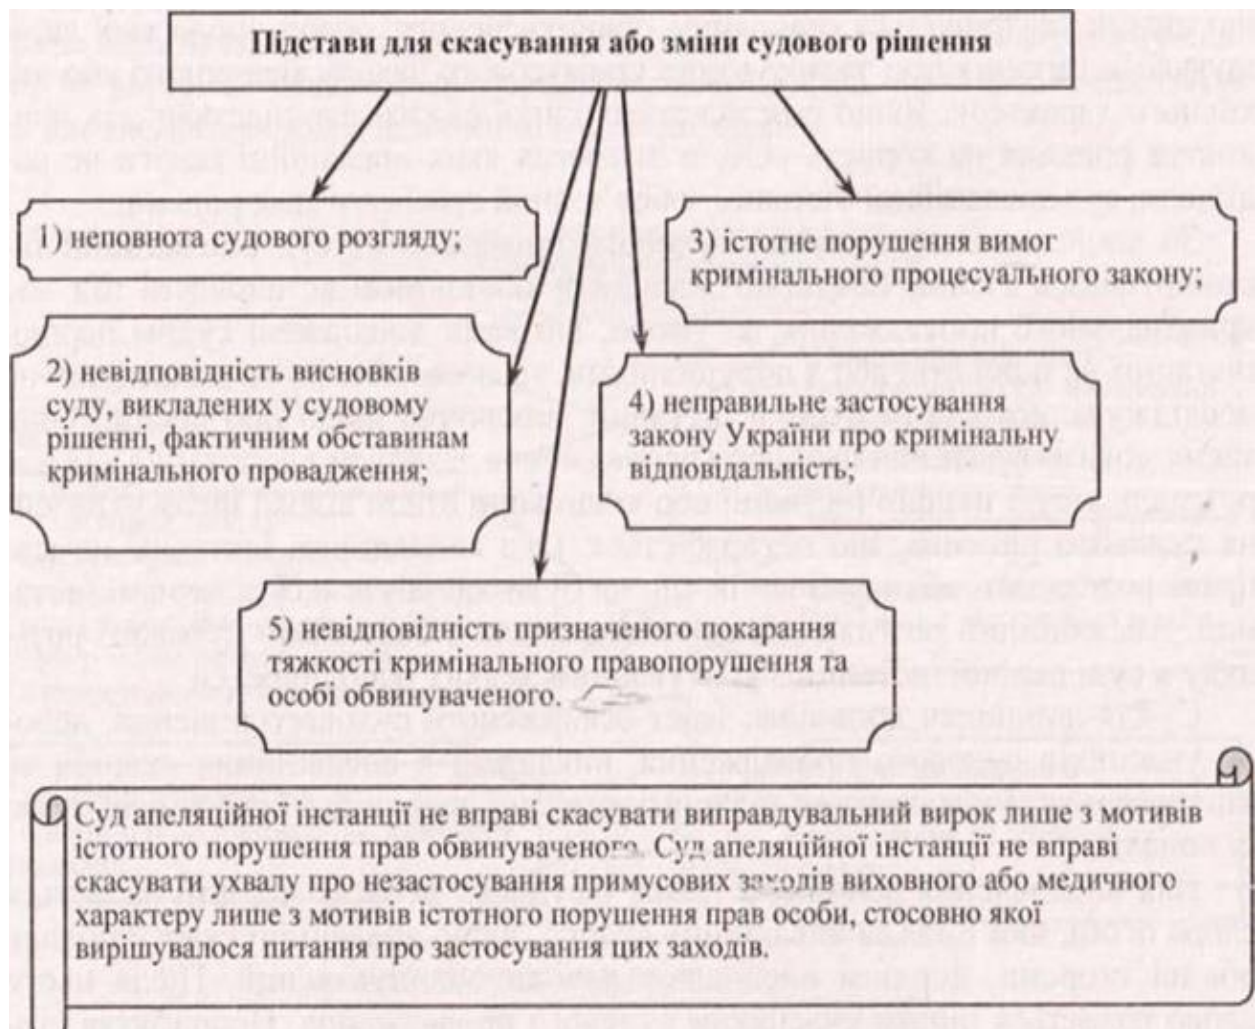 Підстави для скасування або зміни судового рішення
1) неповнота судового розгляду;
2) невідповідність висновків
суду, викладених у судовому
рішенні, фактичним обставинам
кримінального провадження;
3) істотне порушення вимог
кримінального процесуального закону;
4) неправильне застосування
закону України про кримінальну
відповідальність;
5) невідповідність призначеного покарання
тяжкості кримінального правопорушення та
особі обвинуваченого.
Суд апеляційної інстанції не вправі скасувати виправдувальний вирок лише з мотивів
істотного порушення прав обвинуваченого. Суд апеляційної інстанції не вправі
скасувати ухвалу про незастосування примусових заходів виховного або медичного
характеру лише з мотивів істотного порушення прав особи, стосовно якої
вирішувалося питання про застосування цих заходів.